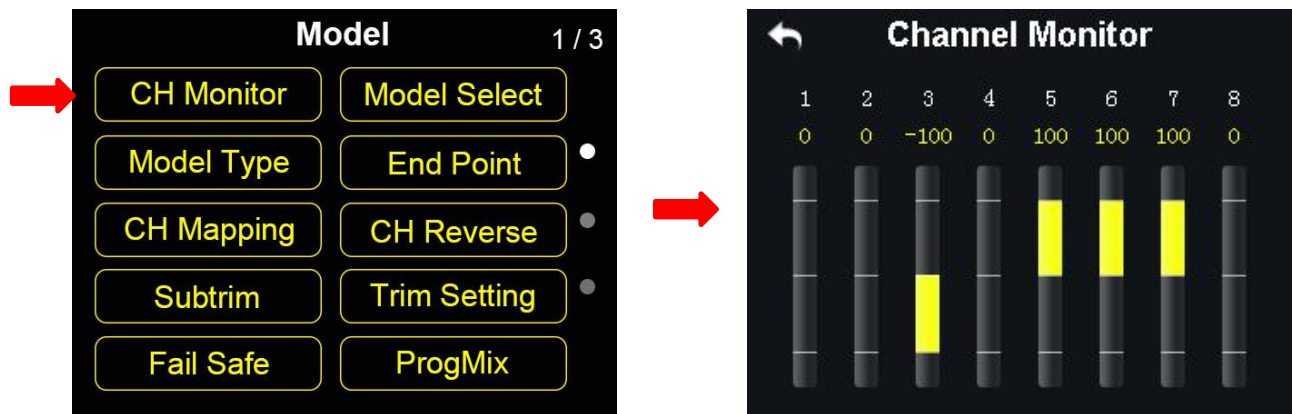 Model
1 / 3
CH Monitor
Model Select
Model Type
End Point
CH Mapping
CH Reverse
Subtrim
Trim Setting
Fail Safe
ProgMix
Channel Monitor
1 2 3 4 5 6 7 8
0 0 -100 0 100 100 100 0